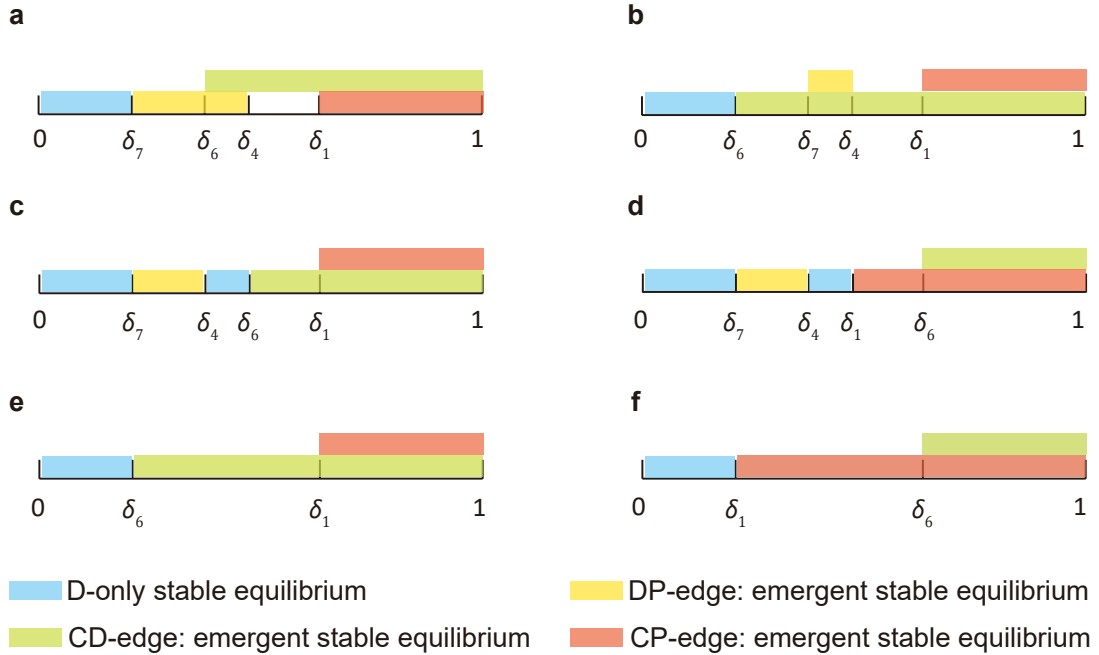 a b
0 δ7 δ6 δ4 δ1 1 0 δ6 δ7 δ4 δ1 1
c d
0 δ7 δ4 δ6 δ1 1 0 δ7 δ4 δ1 δ6 1
e f
0 δ6 δ1 1 0 δ1 δ6 1
D-only stable equilibrium DP-edge: emergent stable equilibrium
CD-edge: emergent stable equilibrium CP-edge: emergent stable equilibrium